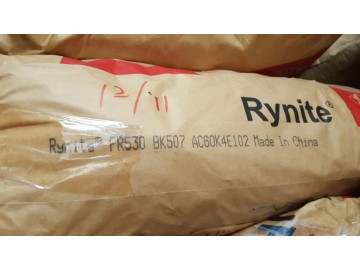 12/11
Rynite®
Rynite® FR530 BK507 AC60K4E102 Made In China